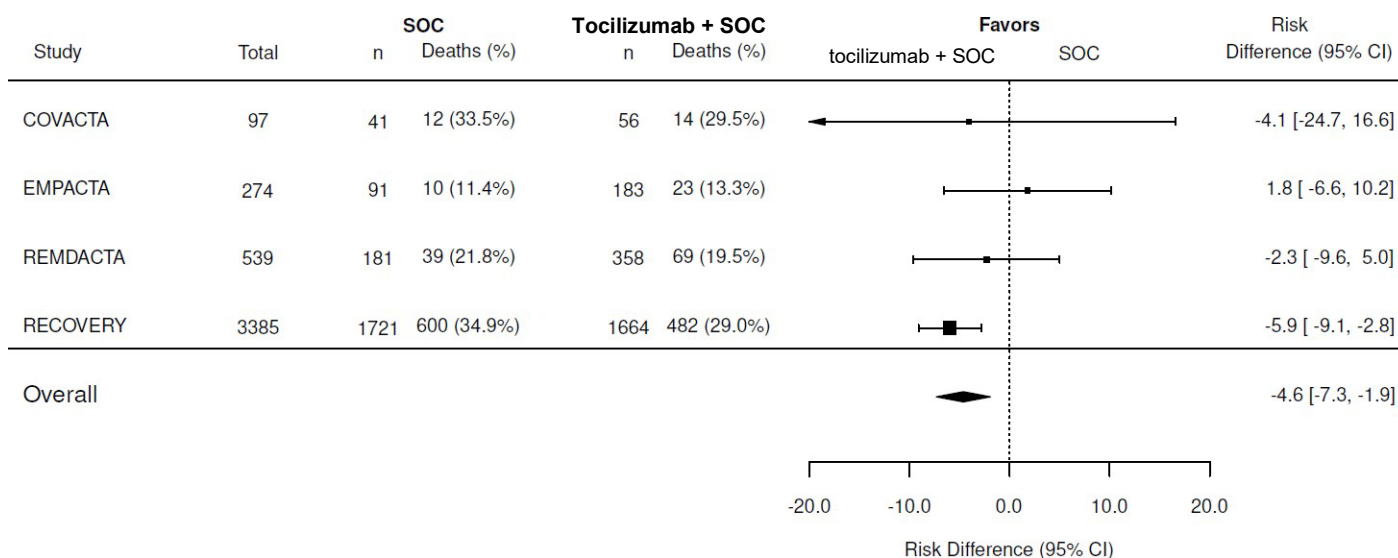 SOC Tocilizumab + SOC Favors Risk
Study Total n Deaths (%) n Deaths (%) tocilizumab + SOC SOC Difference (95% CI)
COVACTA 97 41 12 (33.5%) 56 14 (29.5%) -4.1 [-24.7, 16.6]
EMPACTA 274 91 10 (11.4%) 183 23 (13.3%) 1.8 [ -6.6, 10.2]
REMDACTA 539 181 39 (21.8%) 358 69 (19.5%) -2.3 [ -9.6, 5.0]
RECOVERY 3385 1721 600 (34.9%) 1664 482 (29.0%) -5.9 [ -9.1, -2.8]
Overall -4.6 [-7.3, -1.9]
-20.0 -10.0 0.0 10.0 20.0
Risk Difference (95% CI)